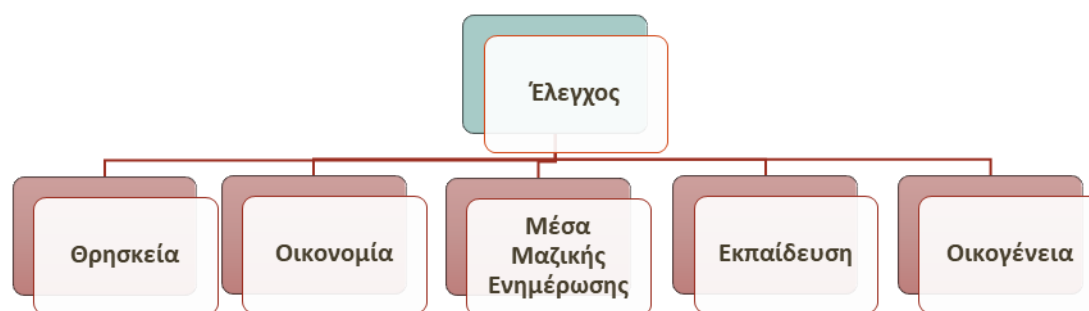 Έλεγχος
Θρησκεία
Οικονομία
Μέσα
Μαζικής
Ενημέρωσης
Εκπαίδευση
Οικογένεια